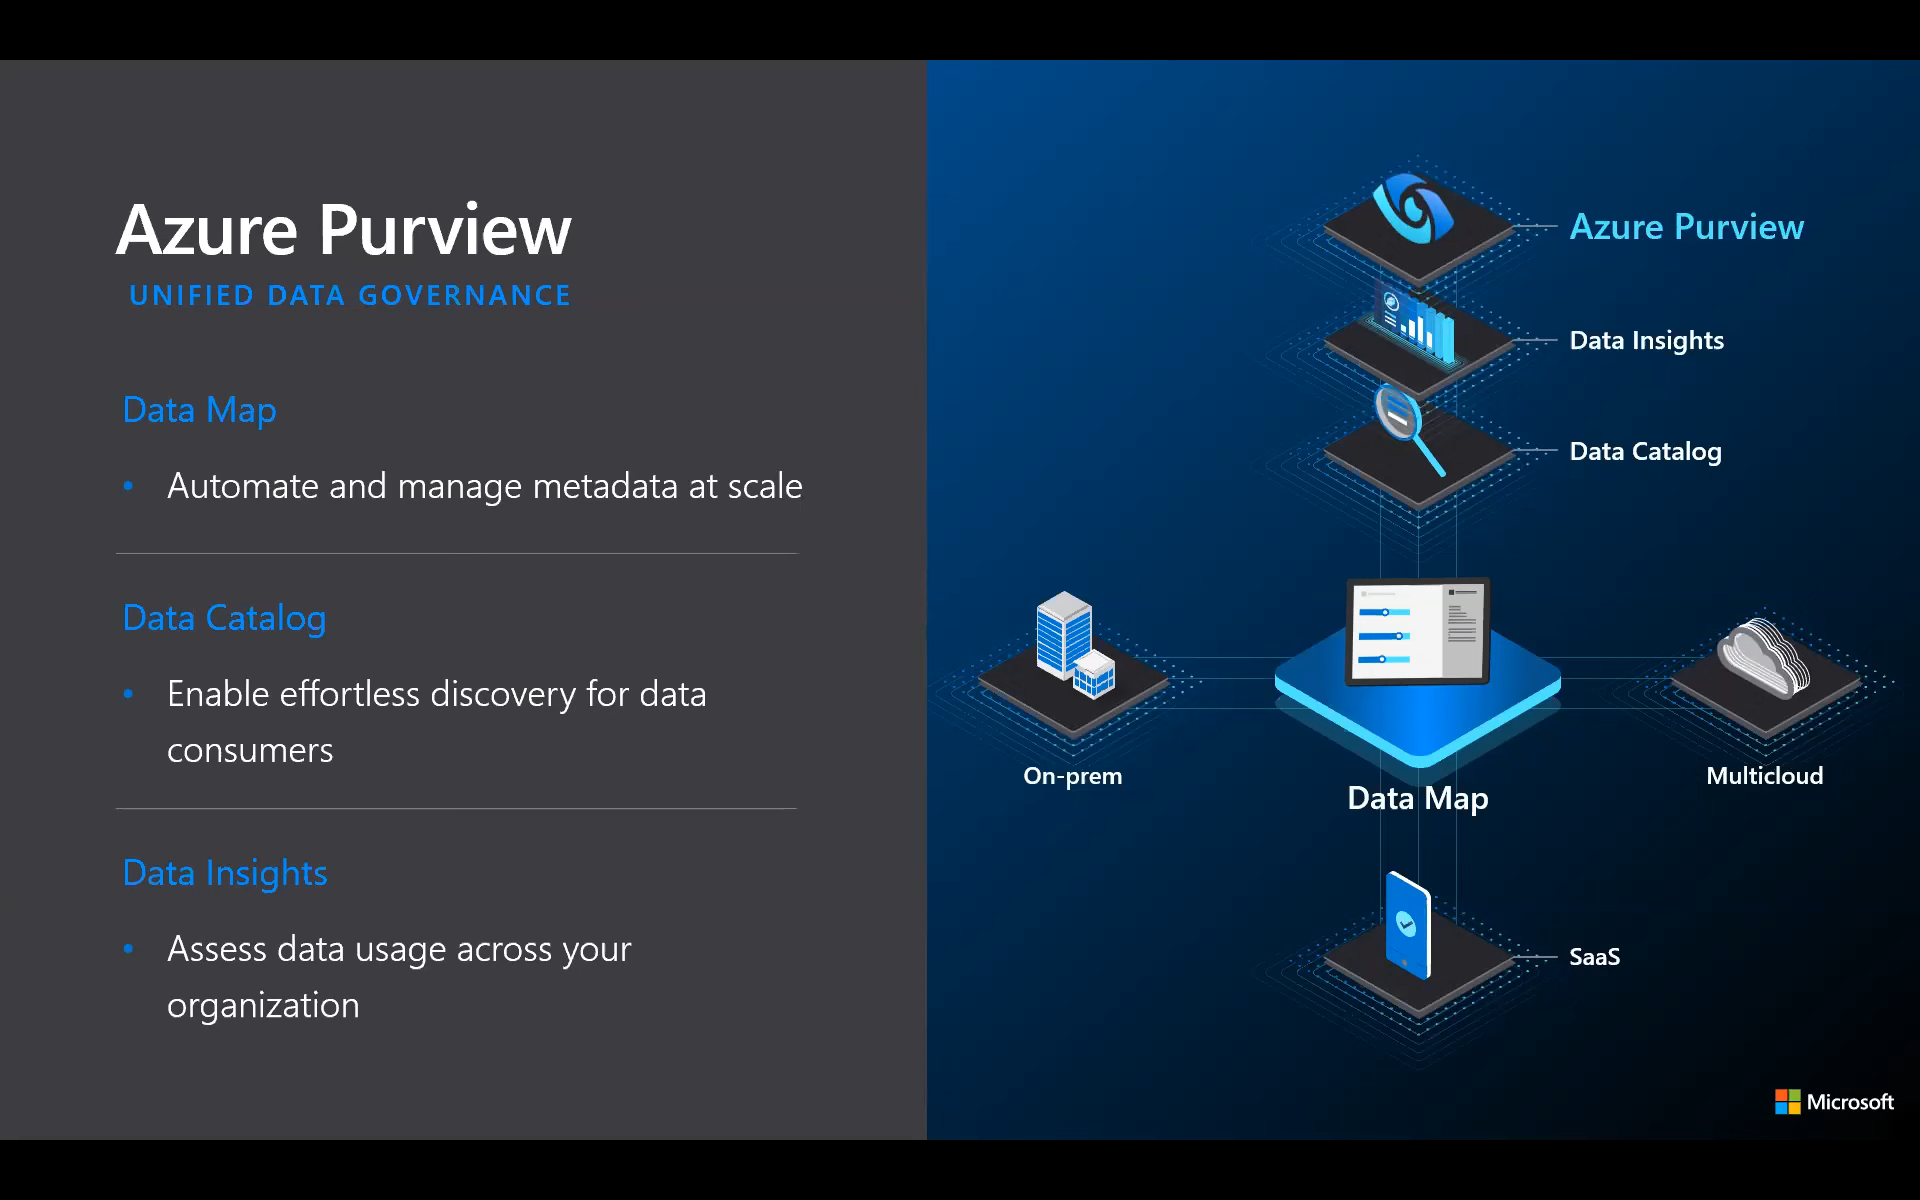 Azure Purview
UNIFIED DATA GOVERNANCE
Data Map
• Automate and manage metadata at scale
Data Catalog
• Enable effortless discovery for data
consumers
Data Insights
• Assess data usage across your
organization
Azure Purview
Data Insights
Data Catalog
On-prem
Data Map
Multicloud
SaaS
Microsoft